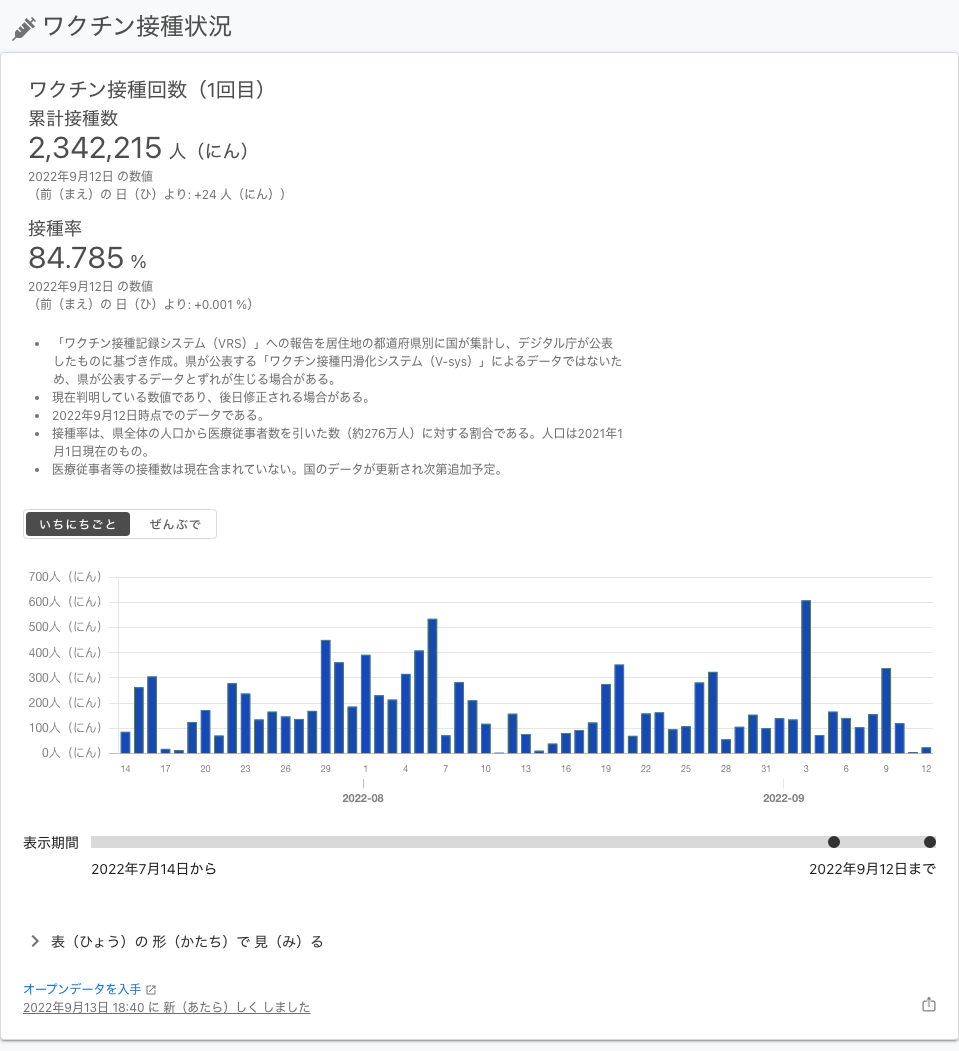 ワクチン接種状況
ワクチン接種回数（1回目）
累計接種数
2,342,215 人（にん）
2022年9月12日 の数値
（前（まえ）の 日（ひ）より: +24 人（にん））
接種率
84.785 %
2022年9月12日 の数値
（前（まえ）の 日（ひ）より: +0.001 %）
• 「ワクチン接種記録システム（VRS）」への報告を居住地の都道府県別に国が集計し、デジタル庁が公表
したものに基づき作成。県が公表する「ワクチン接種円滑化システム（V-sys）」によるデータではないた
め、県が公表するデータとずれが生じる場合がある。
• 現在判明している数値であり、後日修正される場合がある。
• 2022年9月12日時点でのデータである。
• 接種率は、県全体の人口から医療従事者数を引いた数（約276万人）に対する割合である。人口は2021年1
月1日現在のもの。
• 医療従事者等の接種数は現在含まれていない。国のデータが更新され次第追加予定。
いちにちごと ぜんぶで
700人（にん）
600人（にん）
500人（にん）
400人（にん）
300人（にん）
200人（にん）
100人（にん）
0人（にん）
14 17 20 23 26 29 1 4 7 10 13 16 19 22 25 28 31 3 6 9 12
2022-08 2022-09
表示期間
2022年7月14日から 2022年9月12日まで
表（ひょう）の 形（かたち）で 見（み）る
オープンデータを入手
2022年9月13日 18:40 に 新（あたら）しく しました